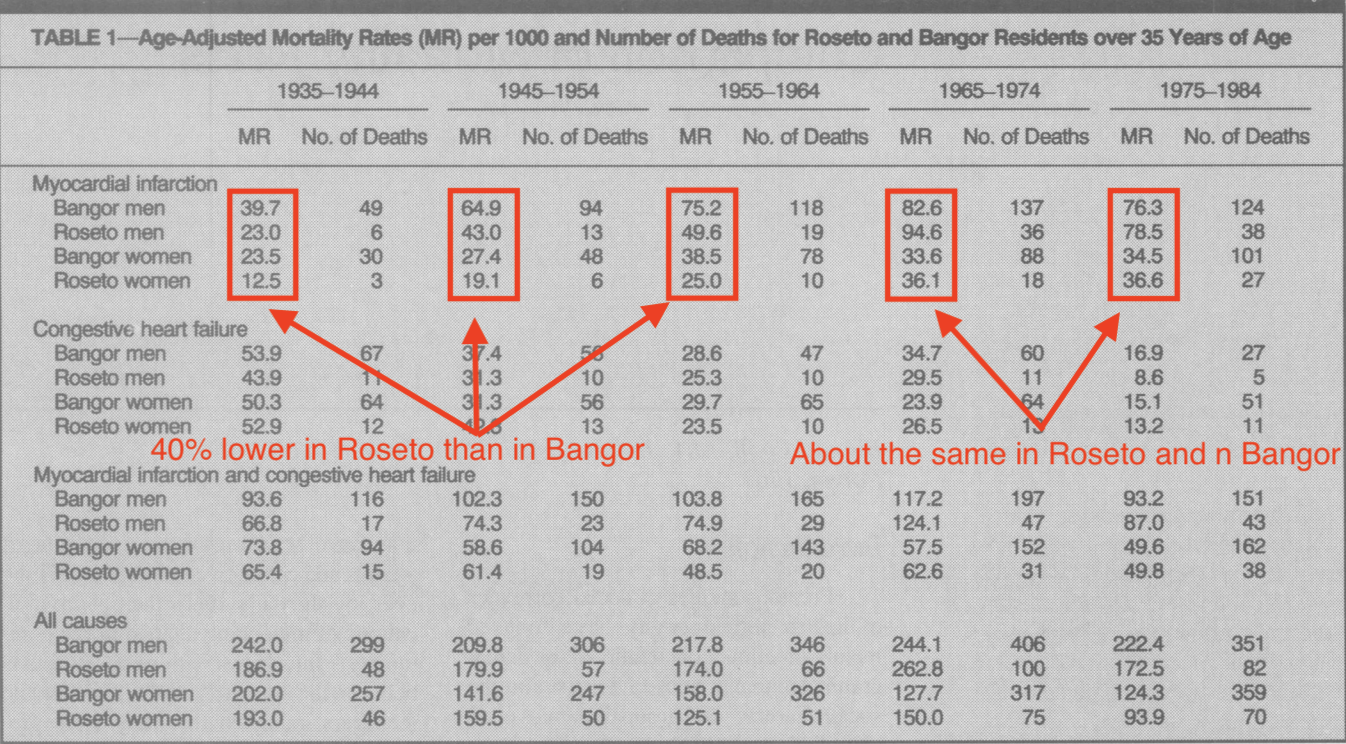 TABLE 1—Age-Adjusted Mortality Rates (MR) per 1000 and Number of Deaths for Roseto and Bangor Residents over 35 Years of Age
1935–1944 1945–1954 1955–1964 1965–1974 1975–1984
MR No. of Deaths MR No. of Deaths MR No. of Deaths MR No. of Deaths MR No. of Deaths
Myocardial infarction
Bangor men 39.7 49 64.9 94 75.2 118 82.6 137 76.3 124
Roseto men 23.0 6 43.0 13 49.6 19 94.6 36 78.5 38
Bangor women 23.5 30 27.4 48 38.5 78 33.6 88 34.5 101
Roseto women 12.5 3 19.1 6 25.0 10 36.1 18 36.6 27
Congestive heart failure
Bangor men 53.9 67 37.4 56 28.6 47 34.7 60 16.9 27
Roseto men 43.9 11 31.3 10 25.3 10 29.5 11 8.6 5
Bangor women 50.3 64 31.3 56 29.7 65 23.9 64 15.1 51
Roseto women 52.9 12 13 23.5 10 26.5 13 13.2 11
40% lower in Roseto than in Bangor
About the same in Roseto and n Bangor
Myocardial infarction and congestive heart failure
Bangor men 93.6 116 102.3 150 103.8 165 117.2 197 93.2 151
Roseto men 66.8 17 74.3 23 74.9 29 124.1 47 87.0 43
Bangor women 73.8 94 58.6 104 68.2 143 57.5 152 49.6 162
Roseto women 65.4 15 61.4 19 48.5 20 62.6 31 49.8 38
All causes
Bangor men 242.0 299 209.8 306 217.8 346 244.1 406 222.4 351
Roseto men 186.9 48 179.9 57 174.0 66 262.8 100 172.5 82
Bangor women 202.0 257 141.6 247 158.0 326 127.7 317 124.3 359
Roseto women 193.0 46 159.5 50 125.1 51 150.0 75 93.9 70